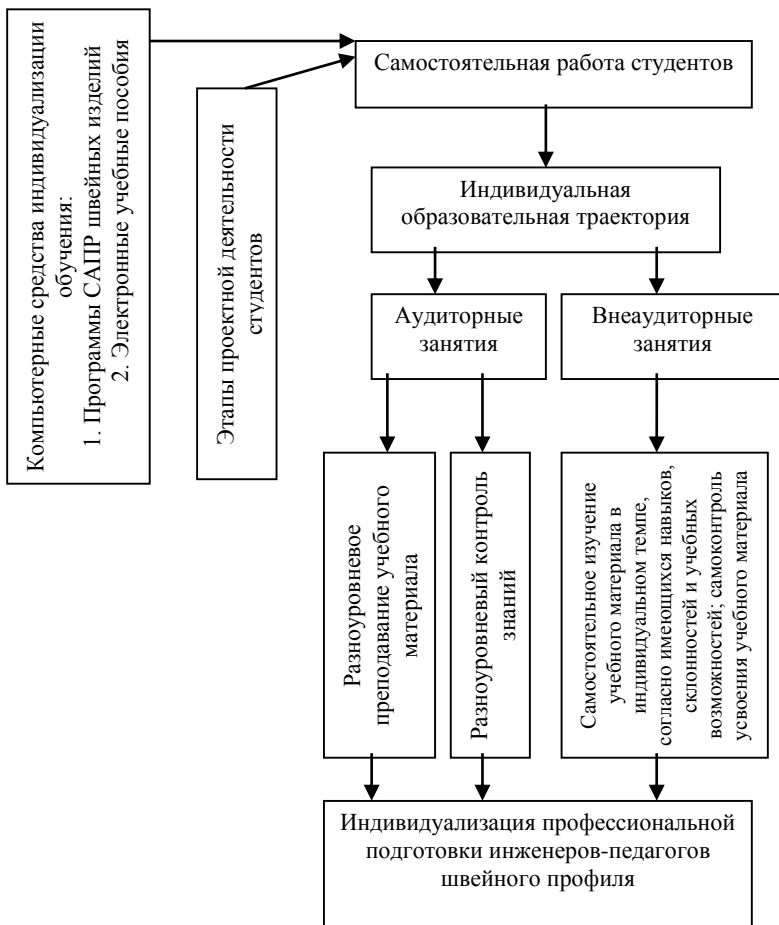 Компьютерные средства индивидуализации
обучения:
1. Программы САПР швейных изделий
2. Электронные учебные пособия
Этапы проектной деятельности
студентов
Самостоятельная работа студентов
Индивидуальная
образовательная траектория
Аудиторные
занятия
Внеаудиторные
занятия
Разноуровневое
преподавание учебного
материала
Разноуровневый контроль
знаний
Самостоятельное изучение
учебного материала в
индивидуальном темпе,
согласно имеющихся навыков,
склонностей и учебных
возможностей; самоконтроль
усвоения учебного материала
Индивидуализация профессиональной
подготовки инженеров-педагогов
швейного профиля